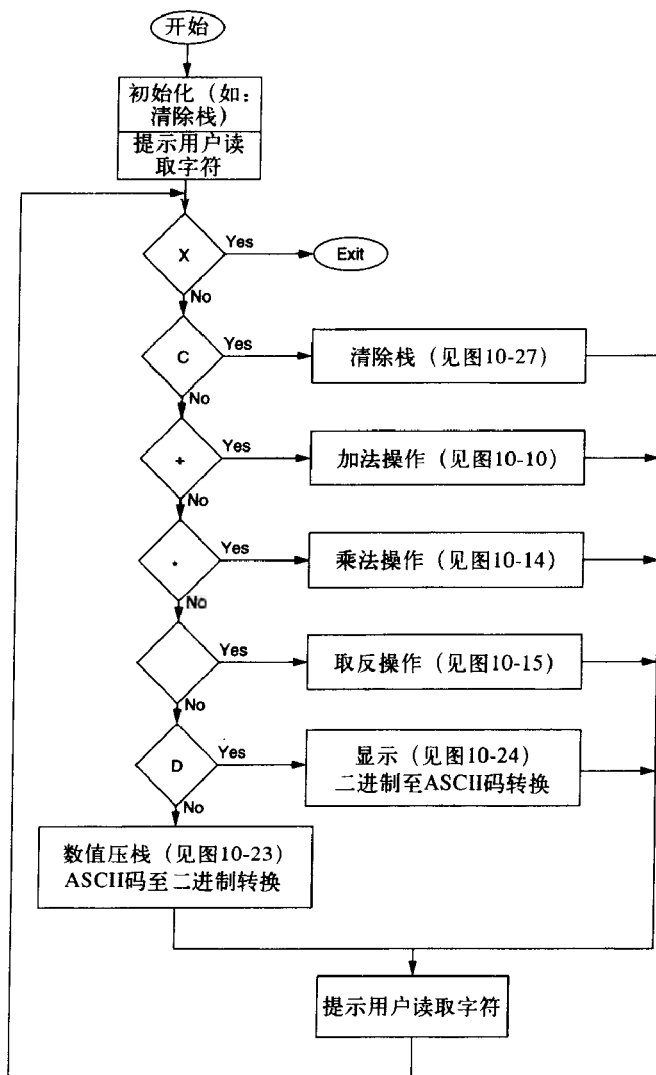 开始
初始化（如：
清除栈）
提示用户读
取字符
X
Yes
Exit
No
C
Yes
清除栈（见图10-27）
No
+
Yes
加法操作（见图10-10）
No
*
Yes
乘法操作（见图10-14）
No
Yes
取反操作（见图10-15）
No
D
Yes
显示（见图10-24）
二进制至ASCII码转换
No
数值压栈（见图10-23）
ASCII码至二进制转换
提示用户读取字符